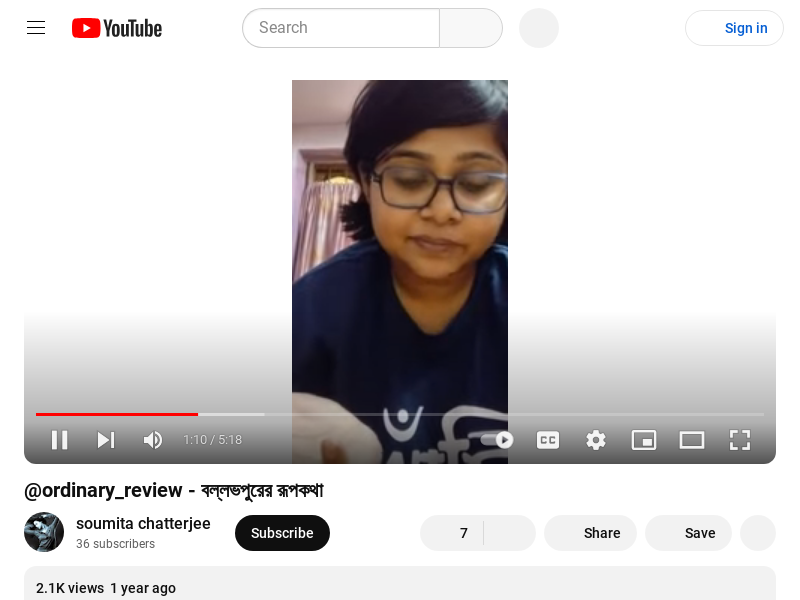 YouTube
Search
Sign in
1:10 / 5:18
CC
@ordinary_review - বল্লভপুরের রূপকথা
soumita chatterjee
36 subscribers
Subscribe
7
Share
Save
2.1K views 1 year ago